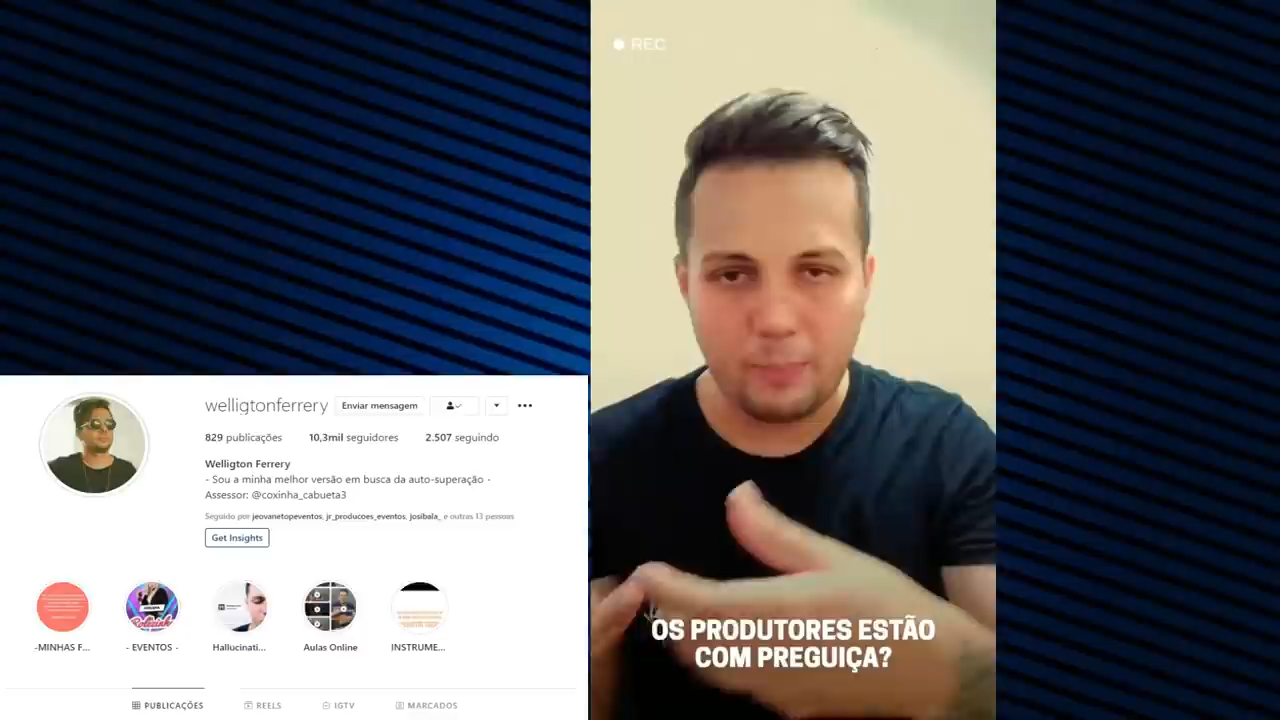 REC
OS PRODUTORES ESTÃO
COM PREGUIÇA?
welligtonferrery
Enviar mensagem
829 publicações 10,3mil seguidores 2.507 seguindo
Welligton Ferrery
- Sou a minha melhor versão em busca da auto-superação -
Assessor: @coxinha_cabueta3
Seguido por jeovanetopeventos, jr_producoes_eventos, josibala_ e outras 13 pessoas
Get Insights
-MINHAS F... - EVENTOS - Hallucinati... Aulas Online INSTRUME...
PUBLICAÇÕES REELS IGTV MARCADOS